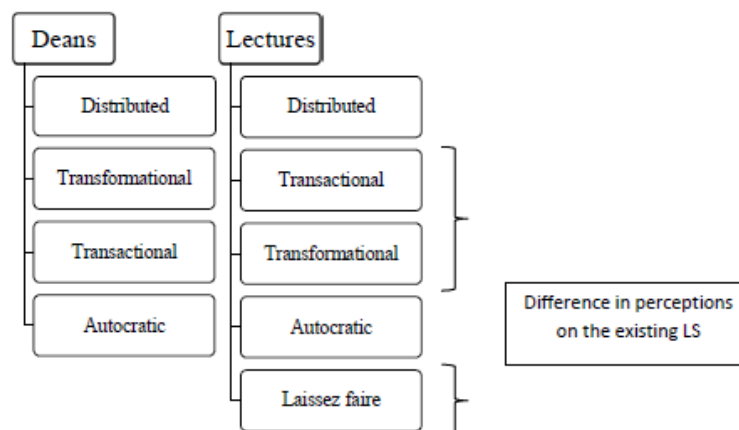 Deans
Lectures
Distributed
Distributed
Transformational
Transactional
Transactional
Transformational
Autocratic
Autocratic
Laissez faire
Difference in perceptions
on the existing LS